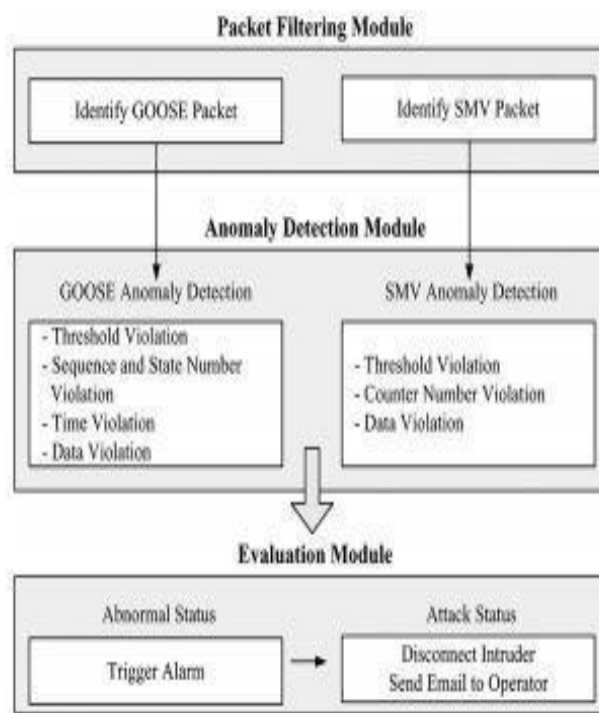 Packet Filtering Module
Identify GOOSE Packet
Identify SMV Packet
Anomaly Detection Module
GOOSE Anomaly Detection
- Threshold Violation
- Sequence and State Number
Violation
- Time Violation
- Data Violation
SMV Anomaly Detection
- Threshold Violation
- Counter Number Violation
- Data Violation
Evaluation Module
Abnormal Status
Trigger Alarm
Attack Status
Disconnect Intruder
Send Email to Operator